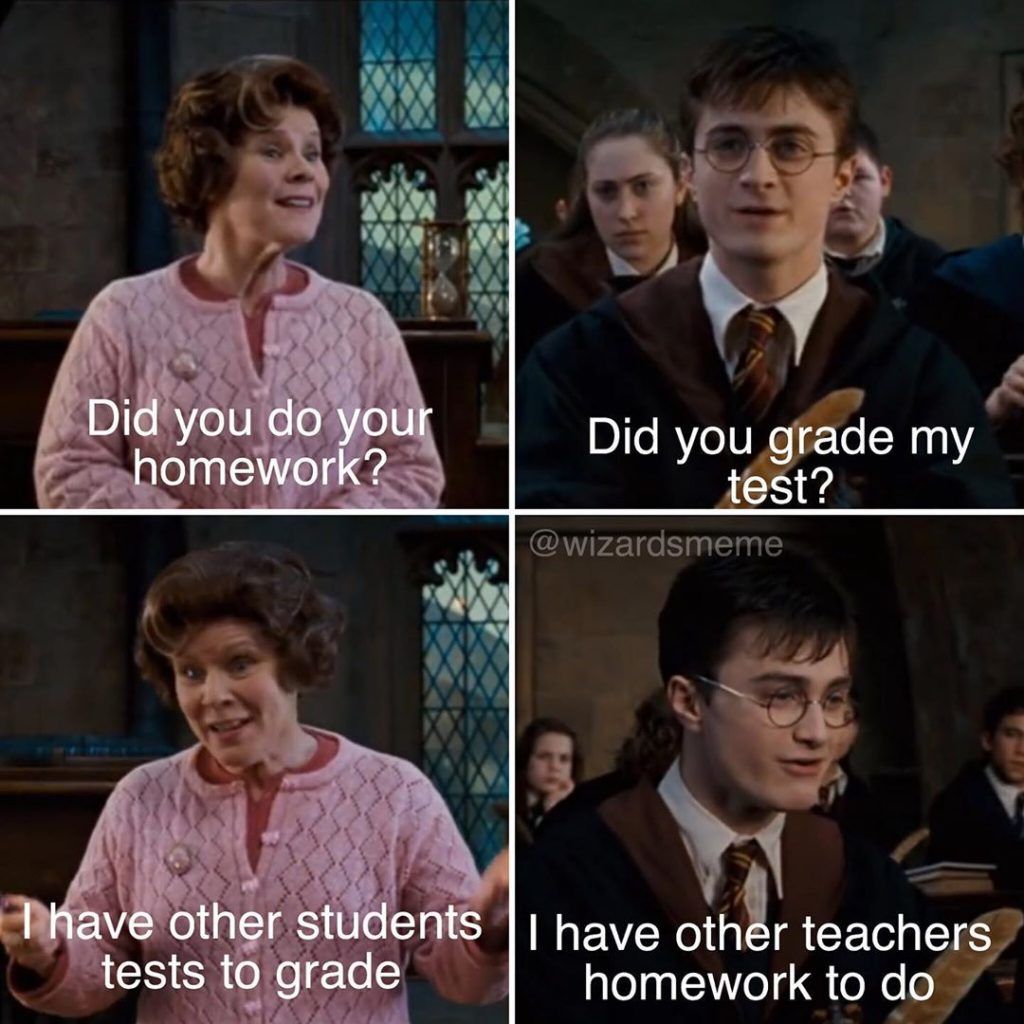 Did you do your
homework?
Did you grade my
test?
I have other students
tests to grade
@wizardsmeme
I have other teachers
homework to do